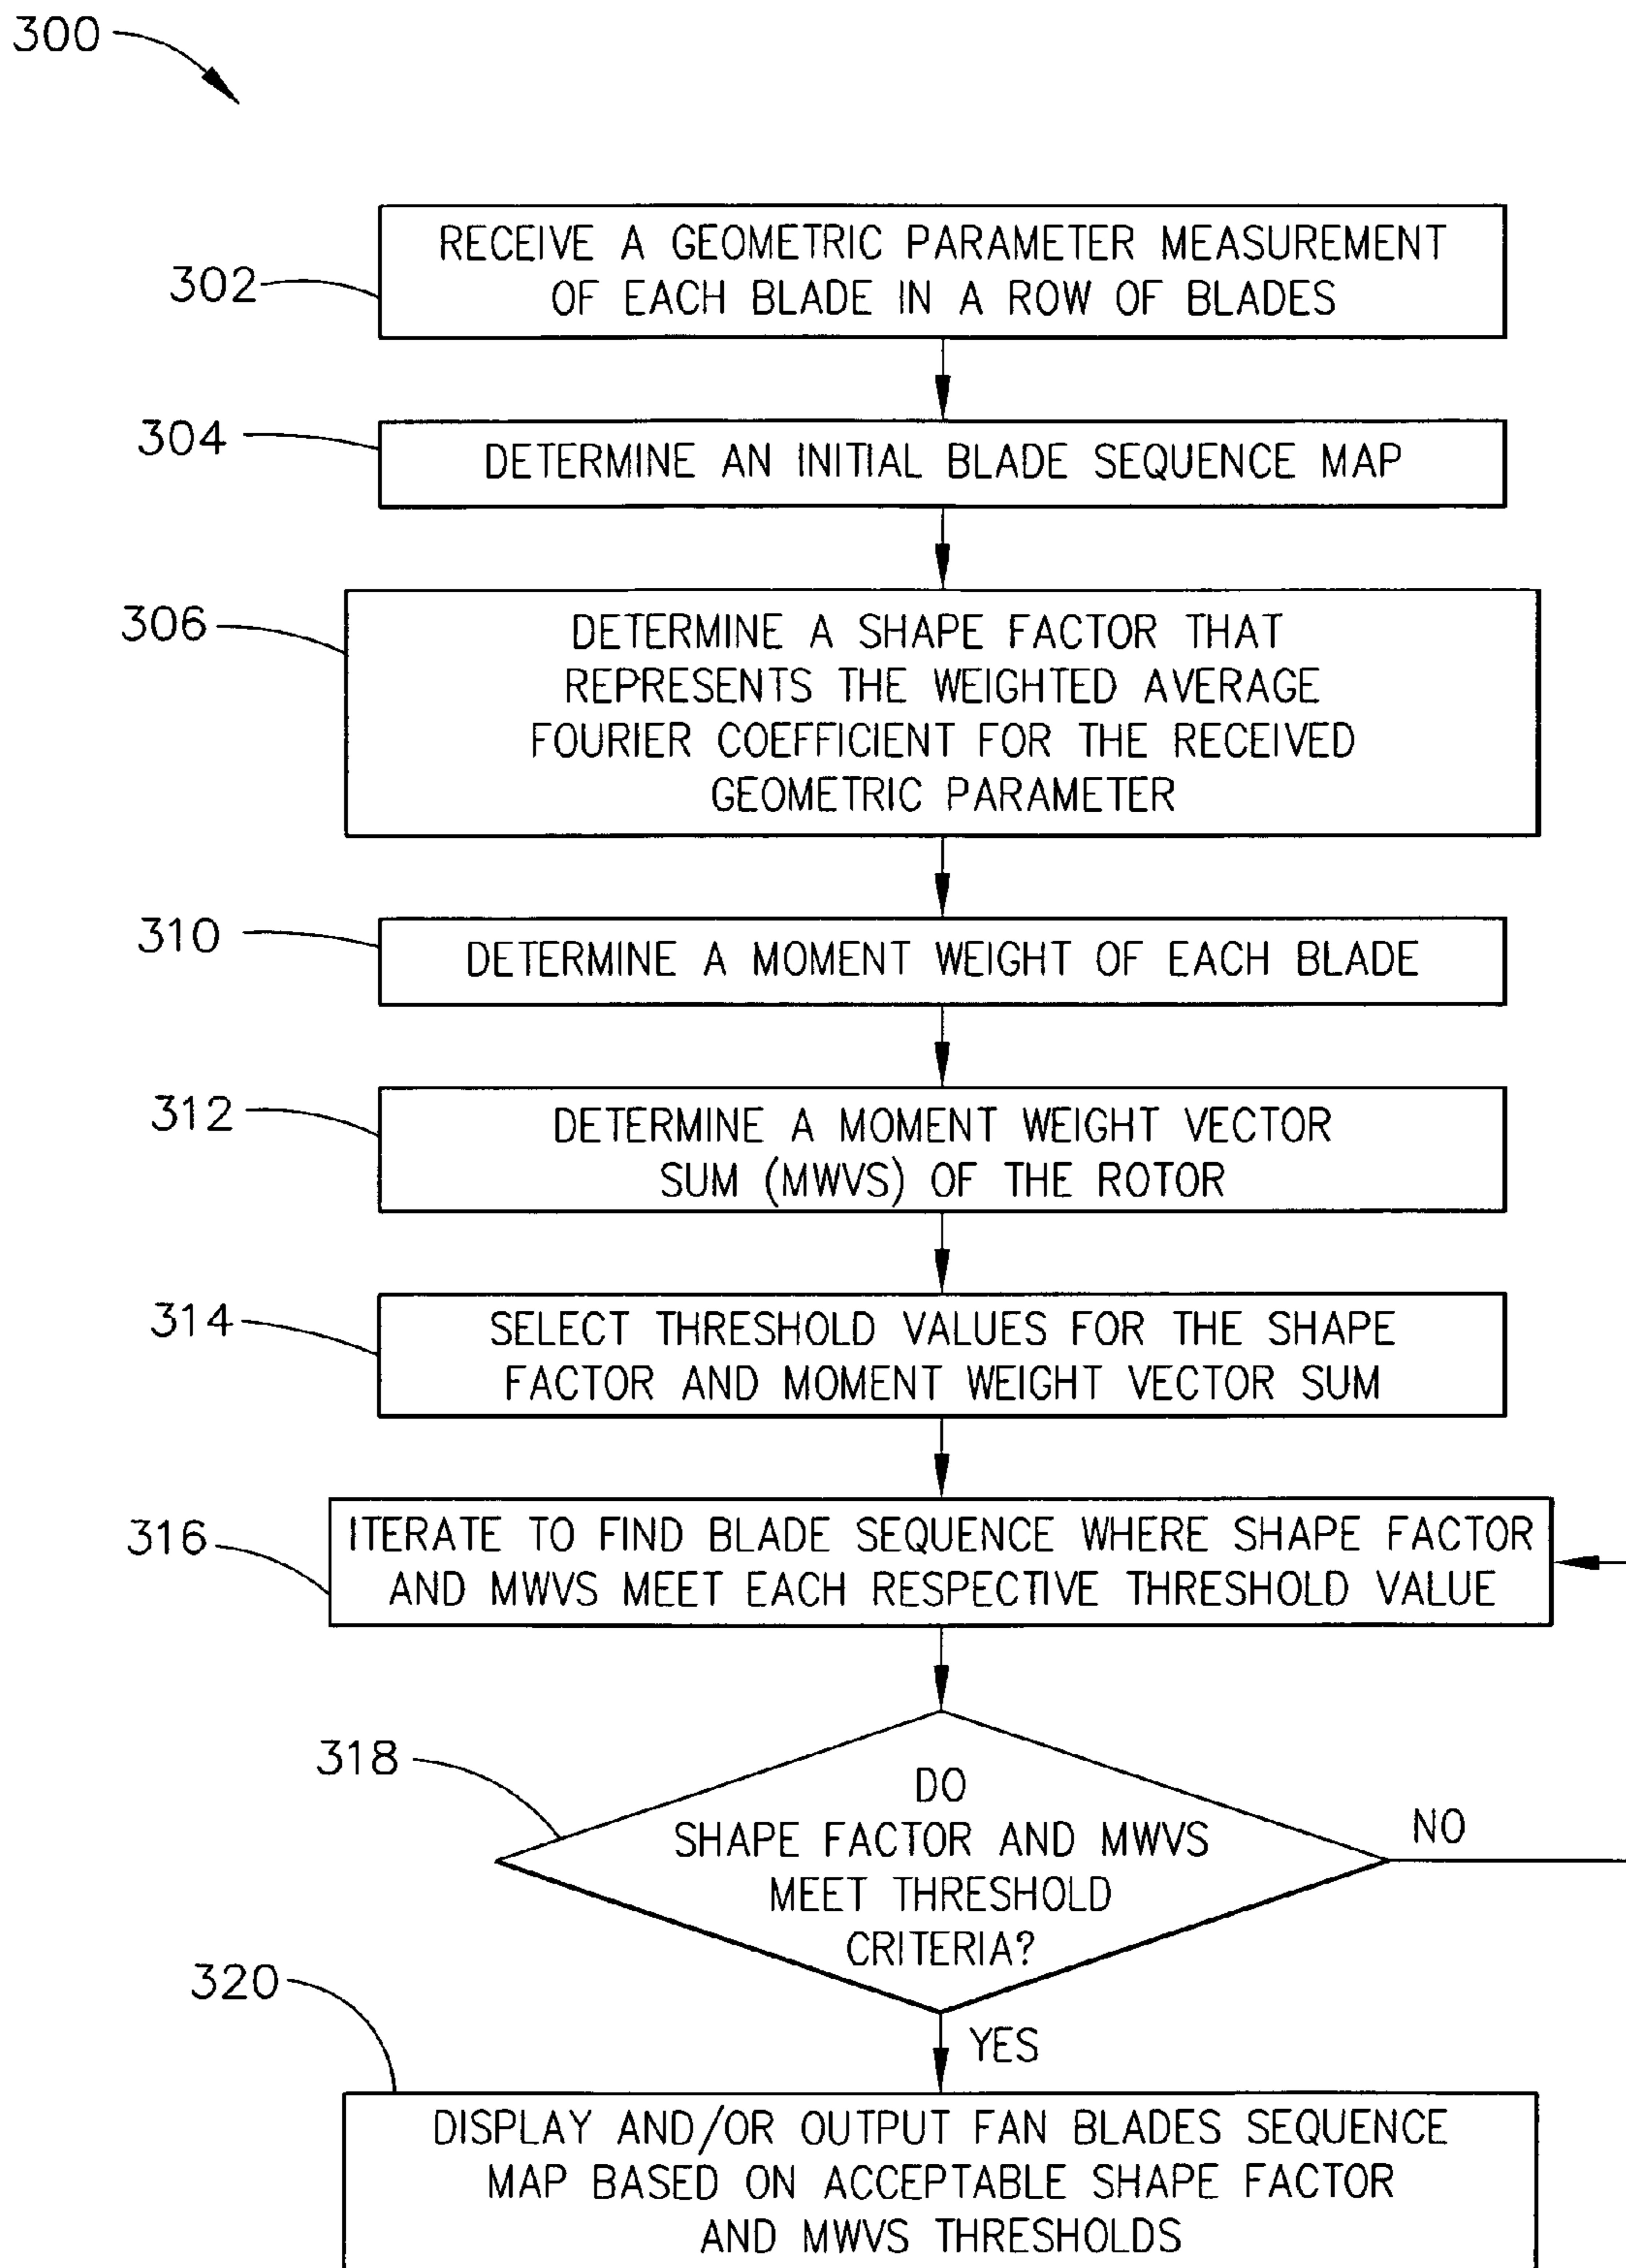 300
302
RECEIVE A GEOMETRIC PARAMETER MEASUREMENT
OF EACH BLADE IN A ROW OF BLADES
304
DETERMINE AN INITIAL BLADE SEQUENCE MAP
306
DETERMINE A SHAPE FACTOR THAT
REPRESENTS THE WEIGHTED AVERAGE
FOURIER COEFFICIENT FOR THE RECEIVED
GEOMETRIC PARAMETER
310
DETERMINE A MOMENT WEIGHT OF EACH BLADE
312
DETERMINE A MOMENT WEIGHT VECTOR
SUM (MWVS) OF THE ROTOR
314
SELECT THRESHOLD VALUES FOR THE SHAPE
FACTOR AND MOMENT WEIGHT VECTOR SUM
316
ITERATE TO FIND BLADE SEQUENCE WHERE SHAPE FACTOR
AND MWVS MEET EACH RESPECTIVE THRESHOLD VALUE
318
DO
SHAPE FACTOR AND MWVS
MEET THRESHOLD
CRITERIA?
NO
YES
320
DISPLAY AND/OR OUTPUT FAN BLADES SEQUENCE
MAP BASED ON ACCEPTABLE SHAPE FACTOR
AND MWVS THRESHOLDS